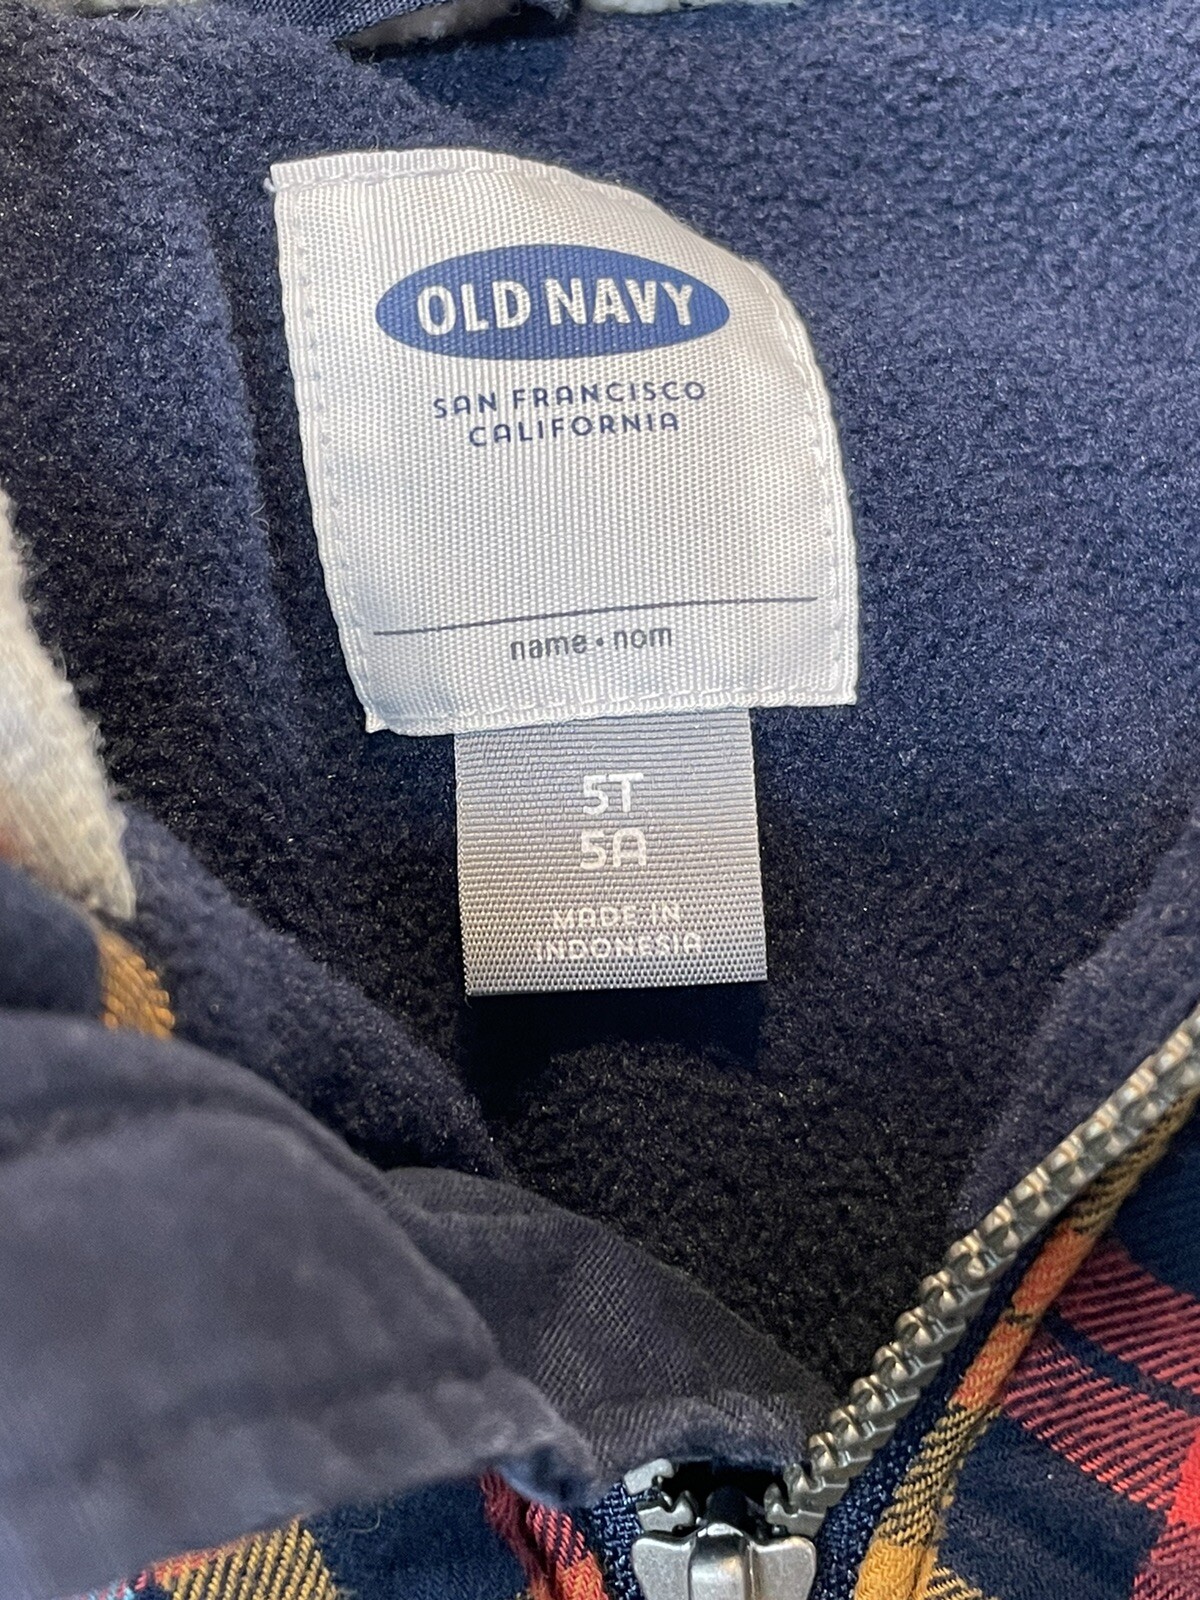 OLD NAVY
SAN FRANCISCO
CALIFORNIA
name • nom
5T
5A
MADE IN
INDONESIA